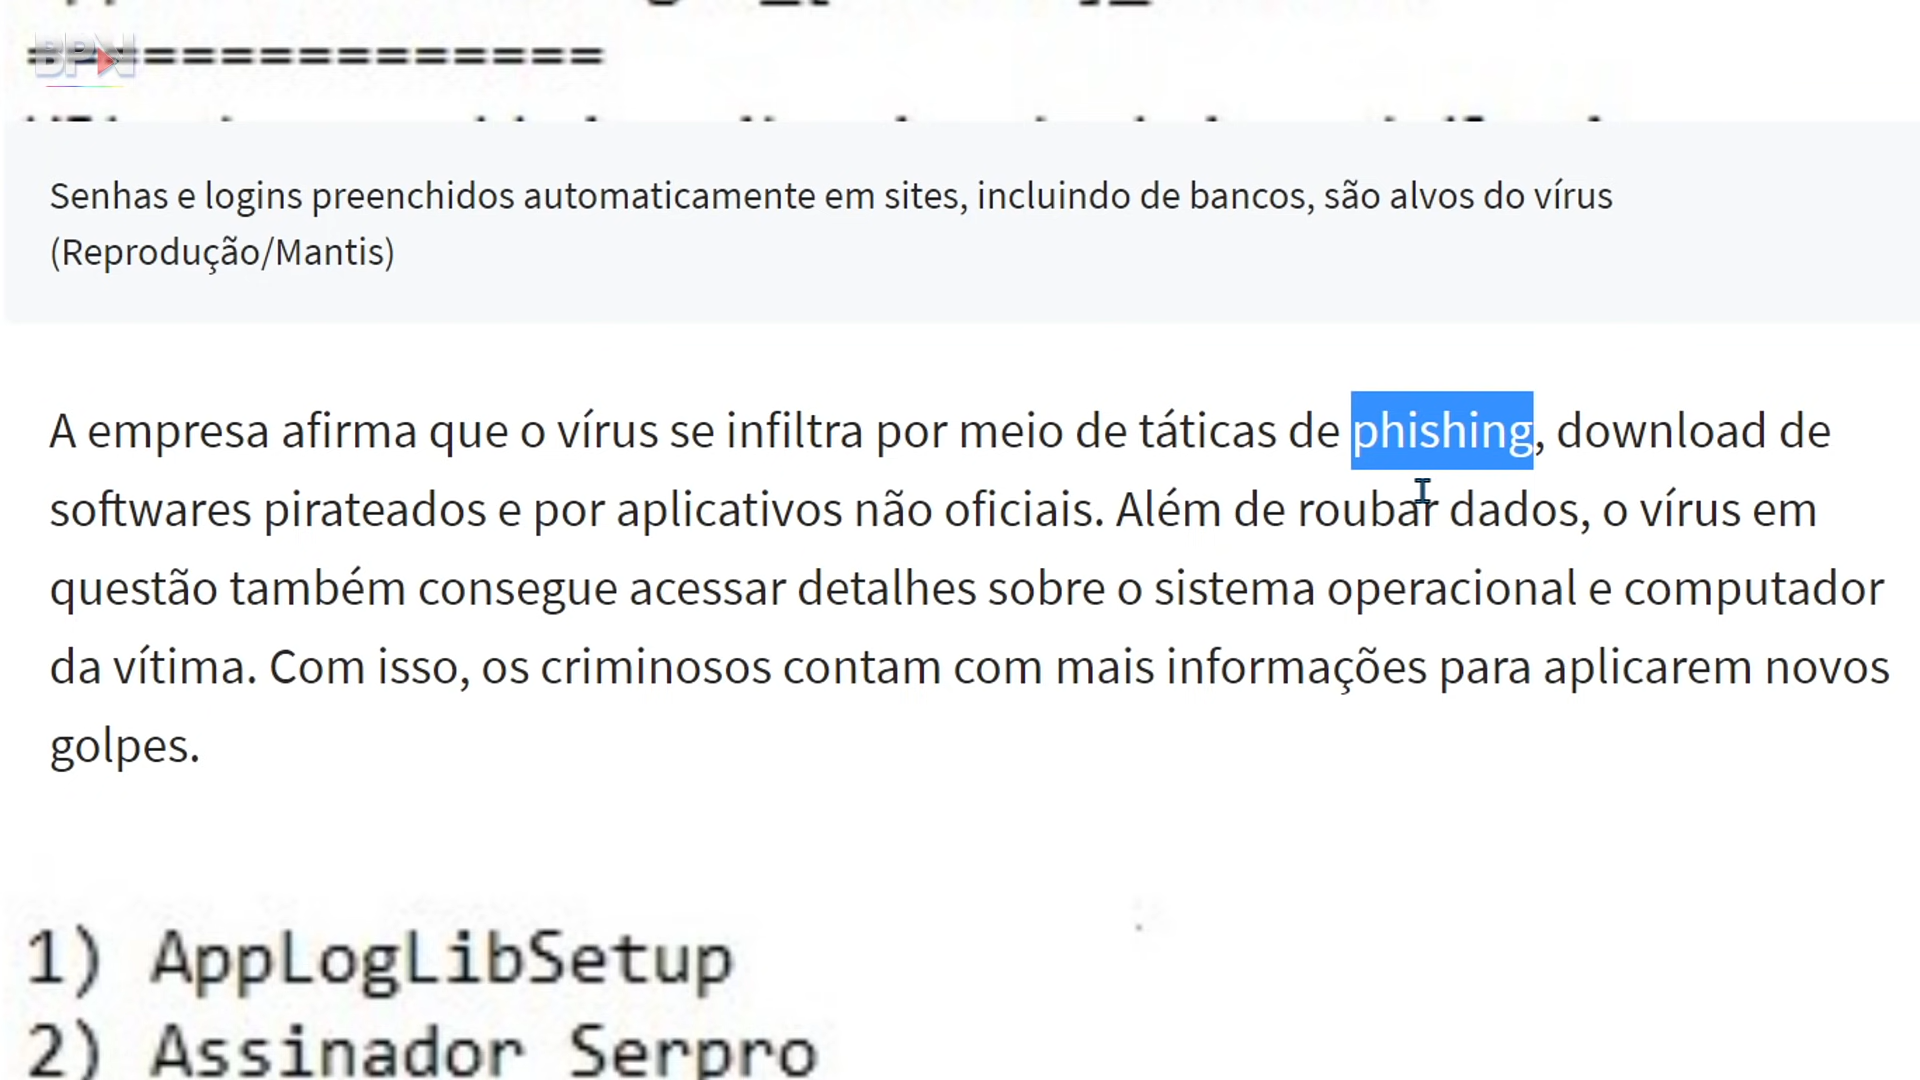 BPN ===============
Senhas e logins preenchidos automaticamente em sites, incluindo de bancos, são alvos do vírus
(Reprodução/Mantis)
A empresa afirma que o vírus se infiltra por meio de táticas de phishing, download de
softwares pirateados e por aplicativos não oficiais. Além de roubar dados, o vírus em
questão também consegue acessar detalhes sobre o sistema operacional e computador
da vítima. Com isso, os criminosos contam com mais informações para aplicarem novos
golpes.
1) AppLogLibSetup
2) Assinador Serpro